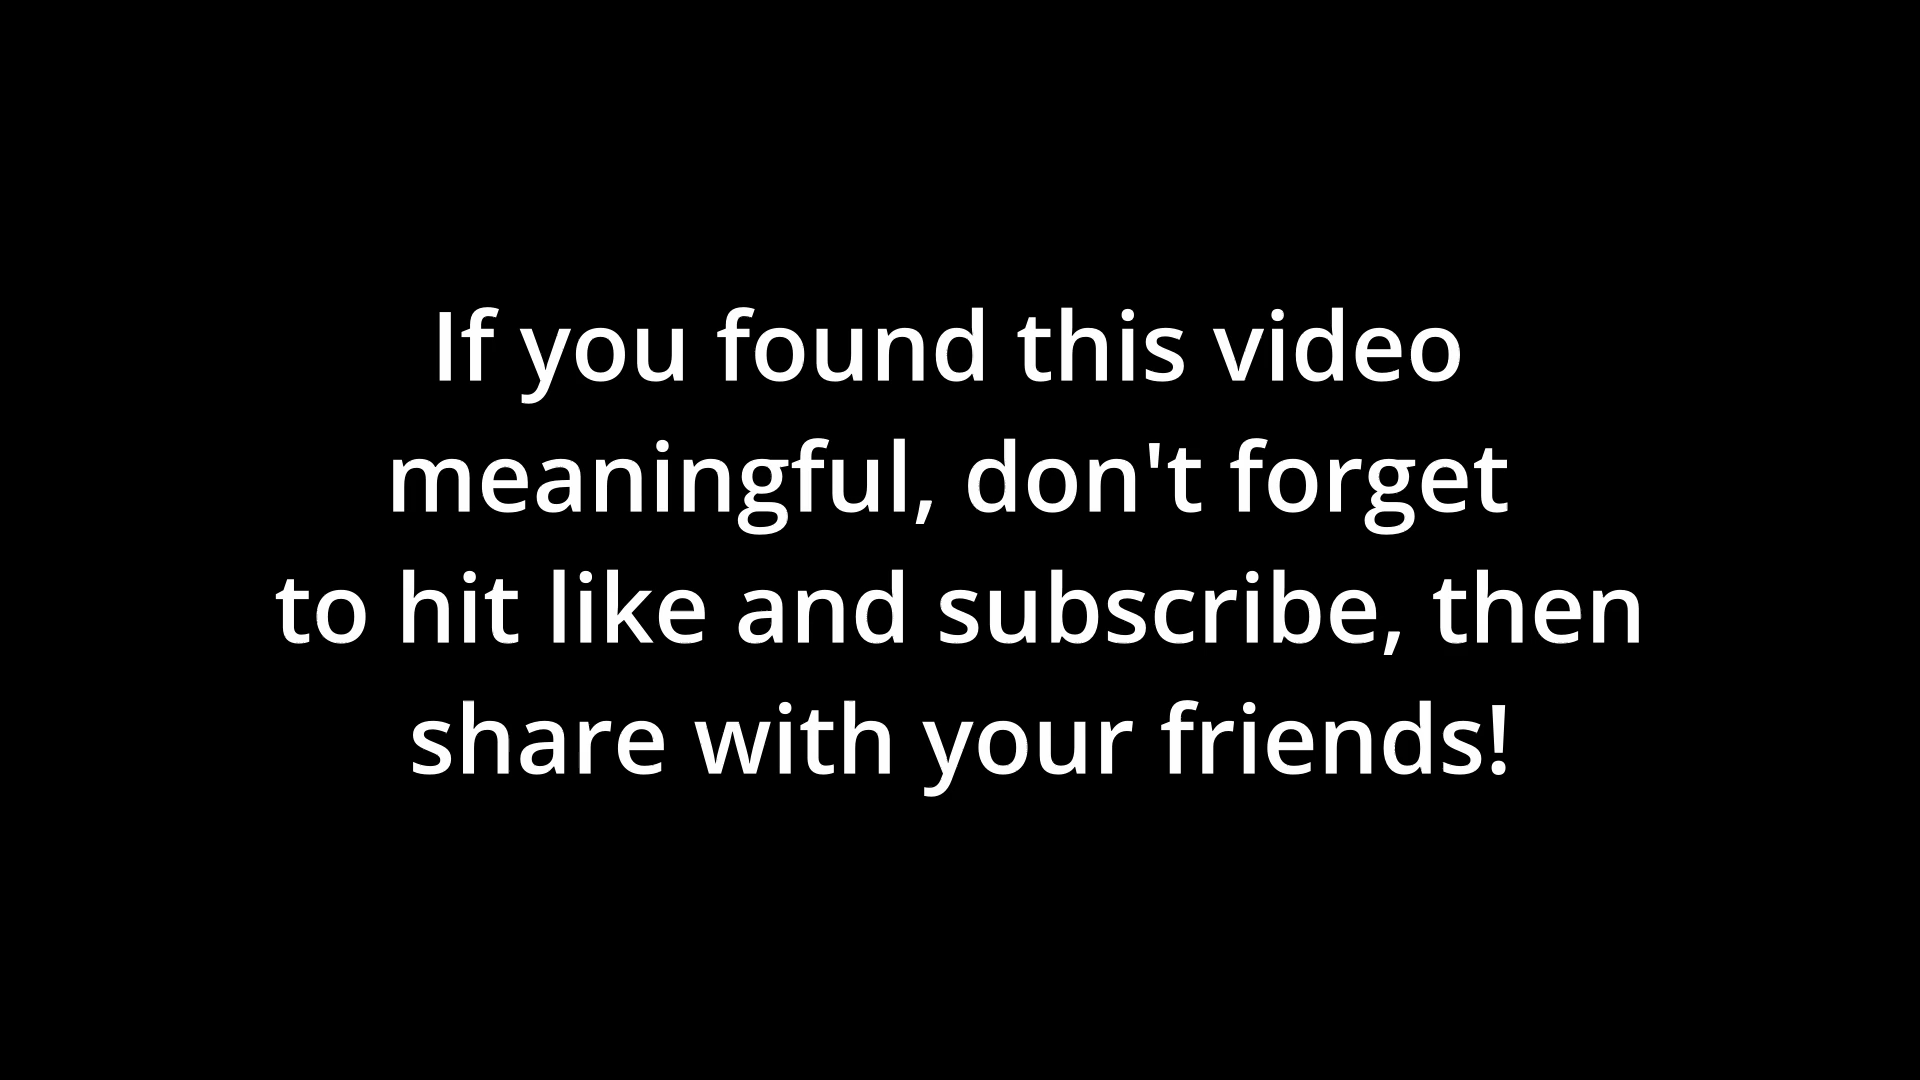 If you found this video
meaningful, don't forget
to hit like and subscribe, then
share with your friends!